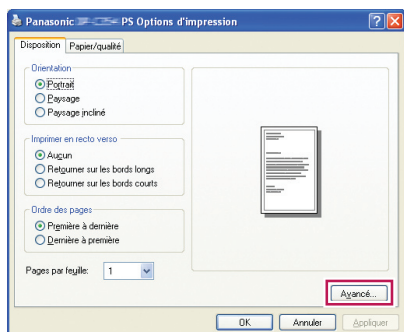 Panasonic PS Options d'impression
Disposition
Papier/qualité
Orientation
Portrait
Paysage
Paysage incliné
Imprimer en recto verso
Aucun
Retourner sur les bords longs
Retourner sur les bords courts
Ordre des pages
Première à dernière
Dernière à première
Pages par feuille: 1
Avancé...
OK
Annuler
Appliquer